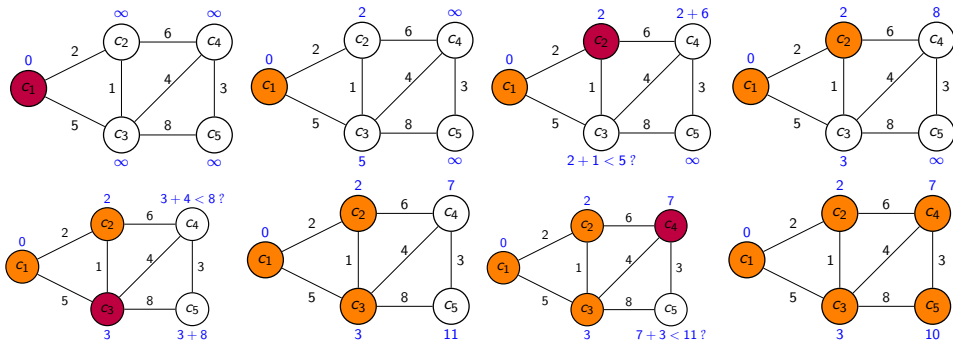 ∞ ∞ 2 ∞ 2 2 + 6 2 8
0 2 c₂ 6 c₄ 0 2 c₂ 6 c₄ 0 2 c₂ 6 c₄ 0 2 c₂ 6 c₄
c₁ 1 4 3 c₁ 1 4 3 c₁ 1 4 3 c₁ 1 4 3
5 c₃ 8 c₅ 5 c₃ 8 c₅ 5 c₃ 8 c₅ 5 c₃ 8 c₅
∞ ∞ 5 ∞ 2 + 1 < 5 ? ∞ 3 ∞
2 3 + 4 < 8 ? 2 7 2 7 2 7
0 2 c₂ 6 c₄ 0 2 c₂ 6 c₄ 0 2 c₂ 6 c₄ 0 2 c₂ 6 c₄
c₁ 1 4 3 c₁ 1 4 3 c₁ 1 4 3 c₁ 1 4 3
5 c₃ 8 c₅ 5 c₃ 8 c₅ 5 c₃ 8 c₅ 5 c₃ 8 c₅
3 3 + 8 3 11 3 7 + 3 < 11 ? 3 10